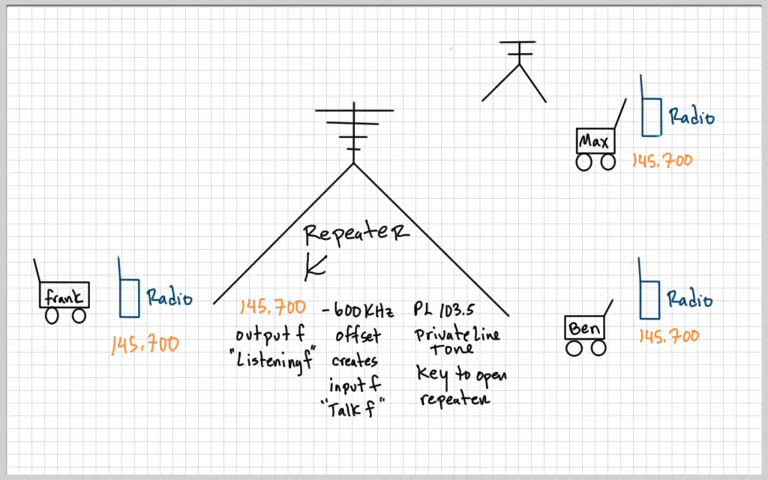 Max
Radio
145.700
Repeater
K
frank
Radio
145.700
145.700
output f
"Listening f"
-600 KHz
offset
creates
input f
"Talk f"
PL 103.5
Private Line
Tone
Key to open
repeater
Ben
Radio
145.700